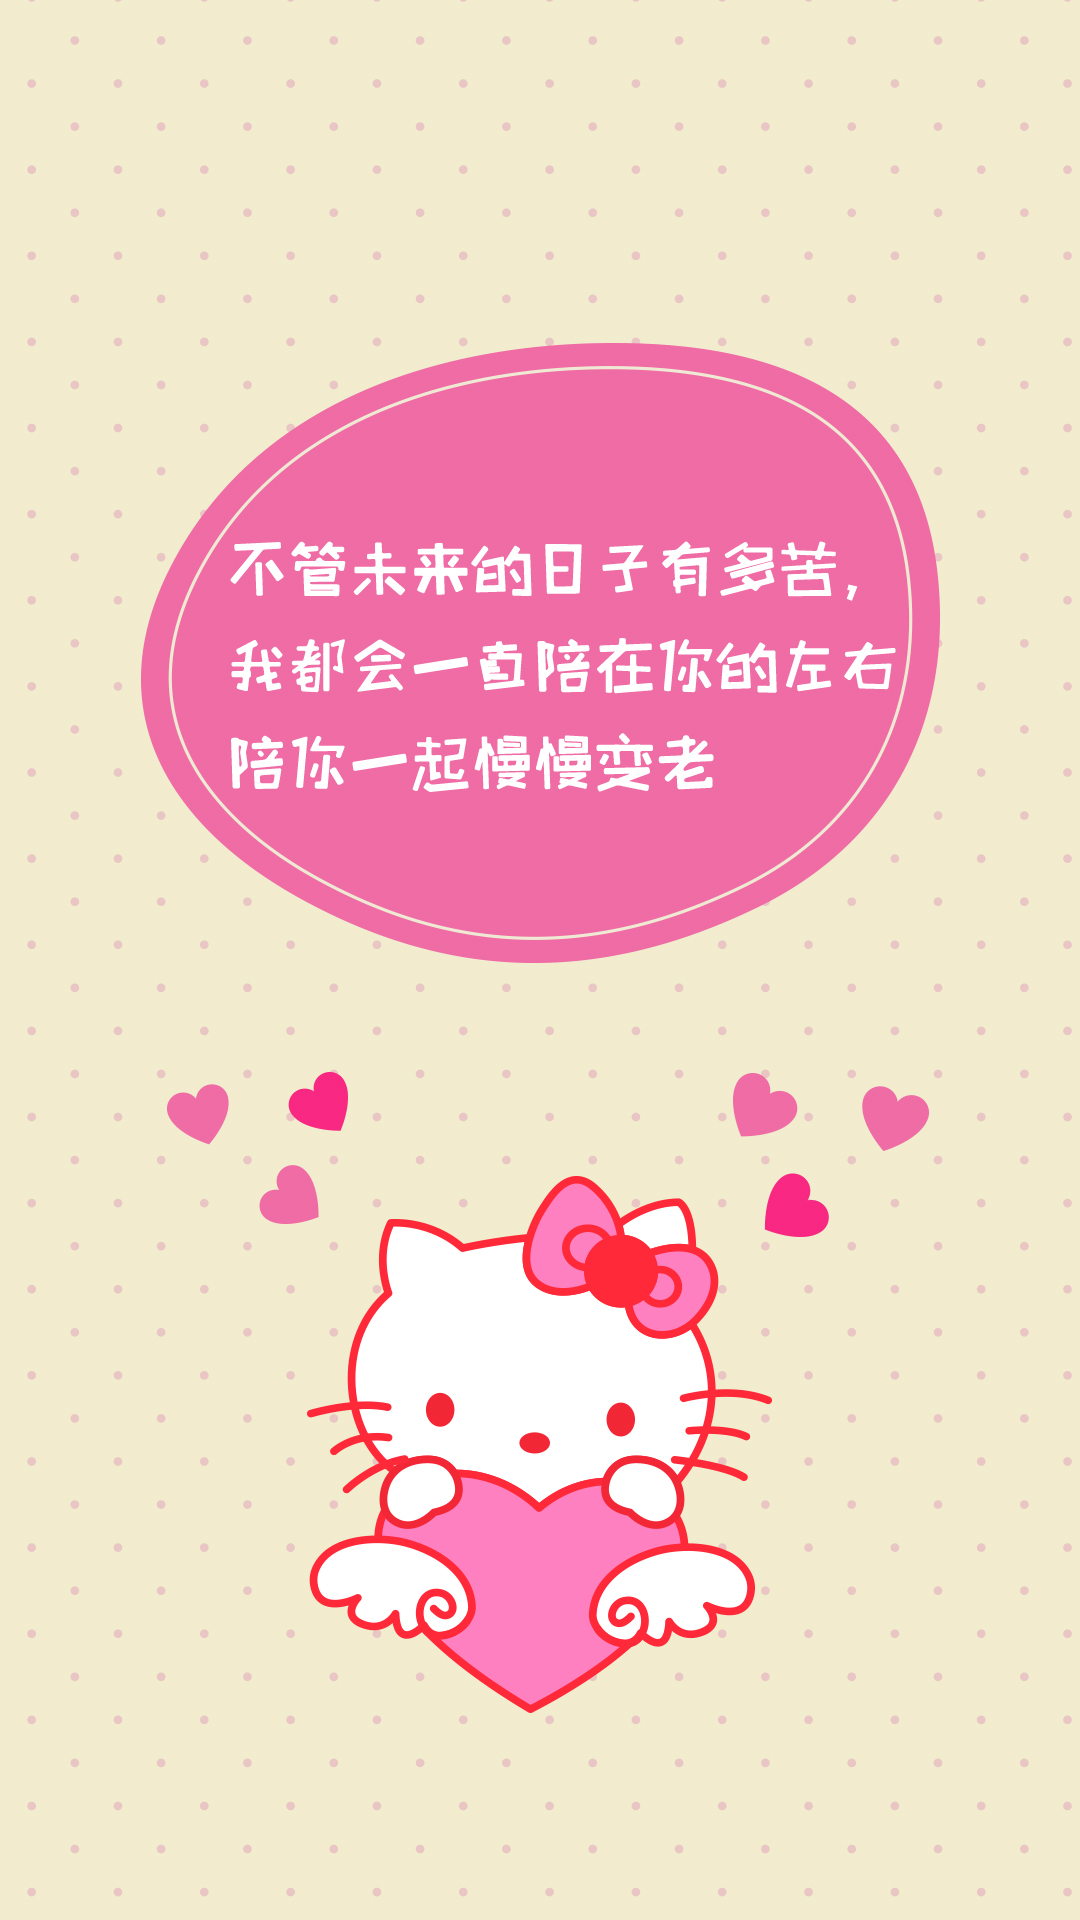 不管未来的日子有多苦，
我都会一直陪在你的左右
陪你一起慢慢变老